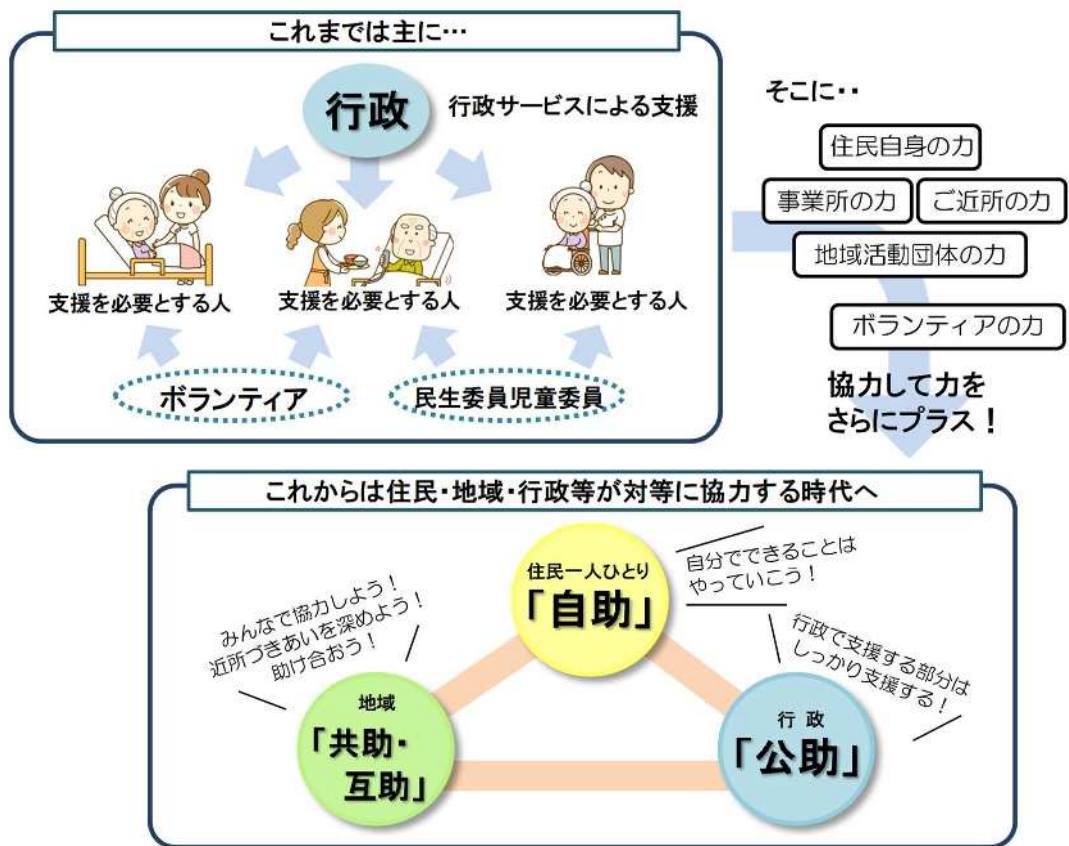 これまでは主に…
行政
行政サービスによる支援
支援を必要とする人
支援を必要とする人
支援を必要とする人
ボランティア
民生委員児童委員
そこに・・
住民自身の力
事業所の力
ご近所の力
地域活動団体の力
ボランティアの力
協力して力を
さらにプラス！
これからは住民・地域・行政等が対等に協力する時代へ
住民一人ひとり
「自助」
自分でできることは
やっていこう！
みんなで協力しよう！
近所づきあいを深めよう！
助け合おう！
行政で支援する部分は
しっかり支援する！
地域
「共助・
互助」
行政
「公助」